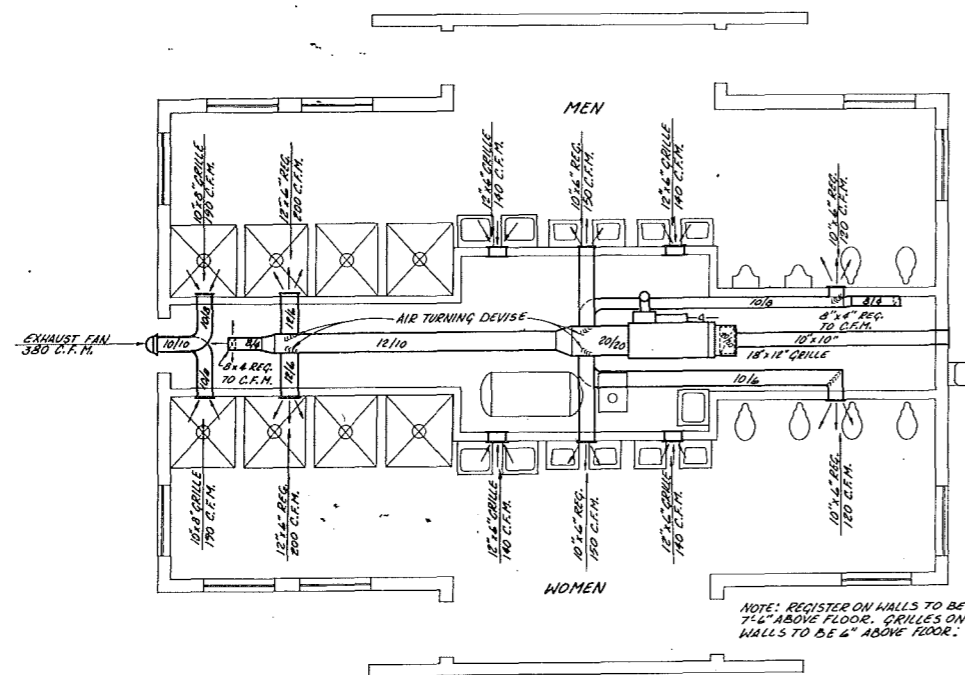 MEN
10"x8" GRILLE
190 C.F.M.
12"x6" REG.
200 C.F.M.
12"x6" GRILLE
140 C.F.M.
10"x6" REG.
150 C.F.M.
12"x6" GRILLE
140 C.F.M.
10"x6" REG.
120 C.F.M.
10/8
12/6
10/8
8/4
AIR TURNING DEVISE
8"x4" REG.
TO C.F.M.
EXHAUST FAN
380 C.F.M.
10/10
8/6
12/10
20/20
10"x10"
18"x12" GRILLE
8x4 REG.
TO C.F.M.
10/6
12/6
10/6
10"x8" GRILLE
190 C.F.M.
12"x6" REG.
200 C.F.M.
12"x6" GRILLE
140 C.F.M.
10"x6" REG.
150 C.F.M.
12"x6" GRILLE
140 C.F.M.
10"x6" REG.
120 C.F.M.
WOMEN
NOTE: REGISTER ON WALLS TO BE
7'-6" ABOVE FLOOR. GRILLES ON
WALLS TO BE 6" ABOVE FLOOR.